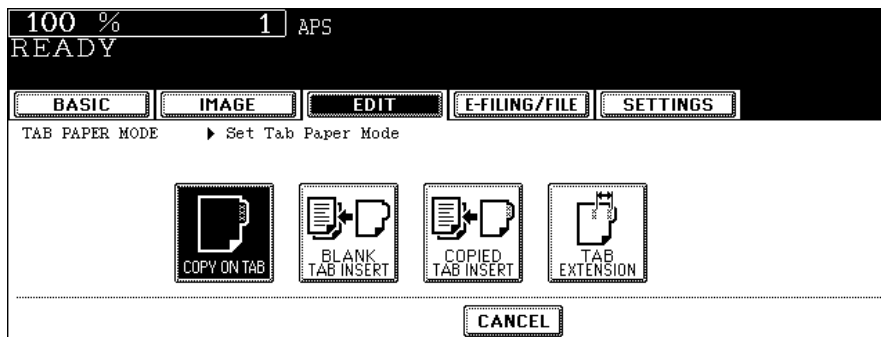 100 % 1 APS
READY
BASIC IMAGE EDIT E-FILING/FILE SETTINGS
TAB PAPER MODE ▶ Set Tab Paper Mode
COPY ON TAB
BLANK TAB INSERT
COPIED TAB INSERT
TAB EXTENSION
CANCEL